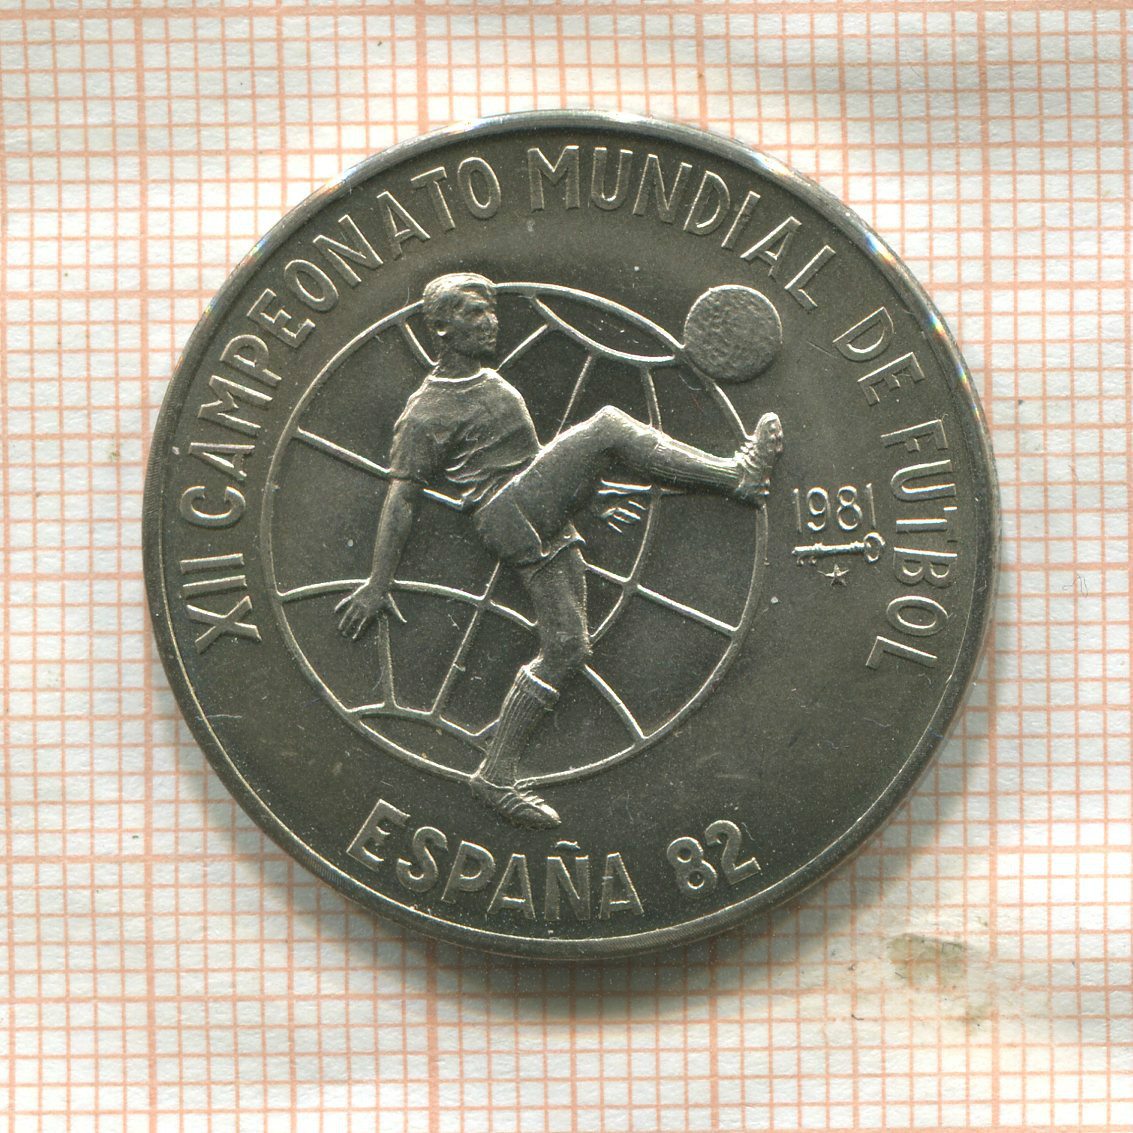 XII CAMPEONATO MUNDIAL DE FUTBOL
1981
ESPAÑA 82